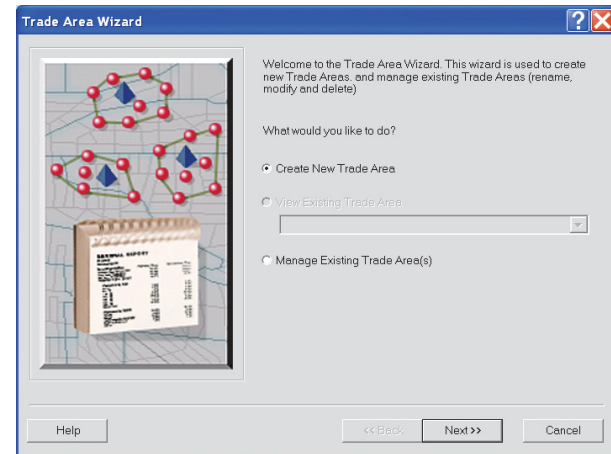 Trade Area Wizard
Welcome to the Trade Area Wizard. This wizard is used to create
new Trade Areas. and manage existing Trade Areas (rename,
modify and delete)
What would you like to do?
Create New Trade Area
View Existing Trade Area
Manage Existing Trade Area(s)
Help
<< Back
Next >>
Cancel